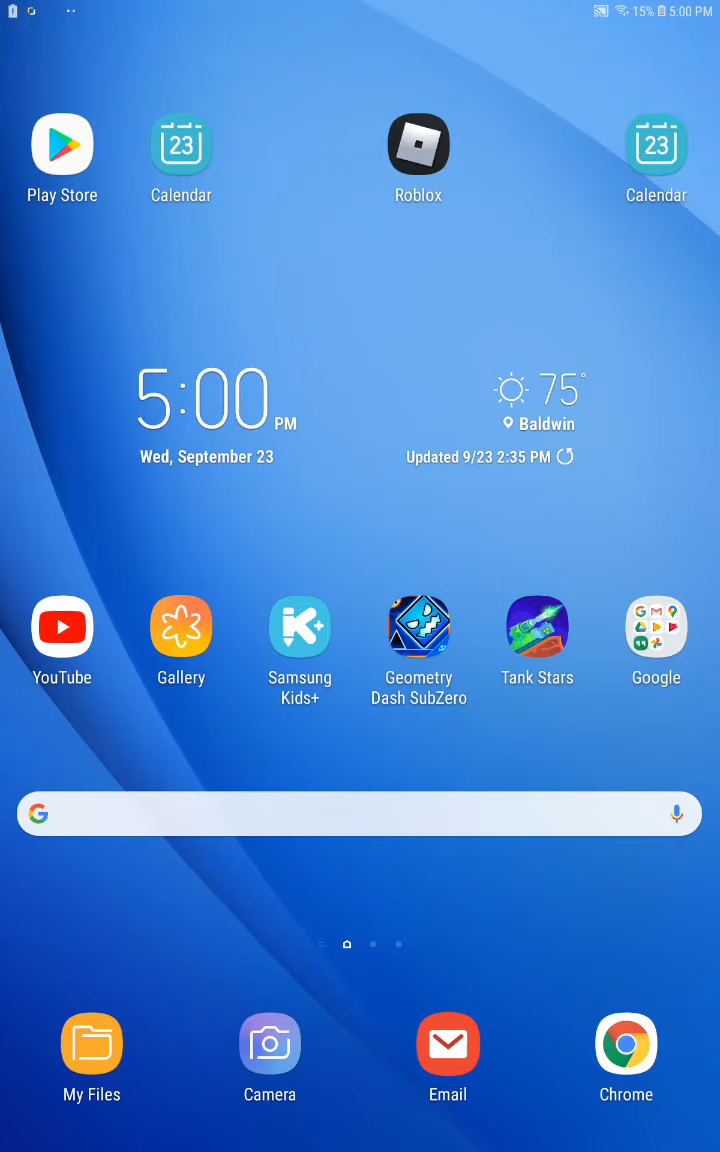 15% 5:00 PM
23 23
Play Store Calendar Roblox Calendar
5:00 PM
75°
Baldwin
Wed, September 23
Updated 9/23 2:35 PM
YouTube Gallery Samsung Kids+ Geometry Dash SubZero Tank Stars Google
My Files Camera Email Chrome